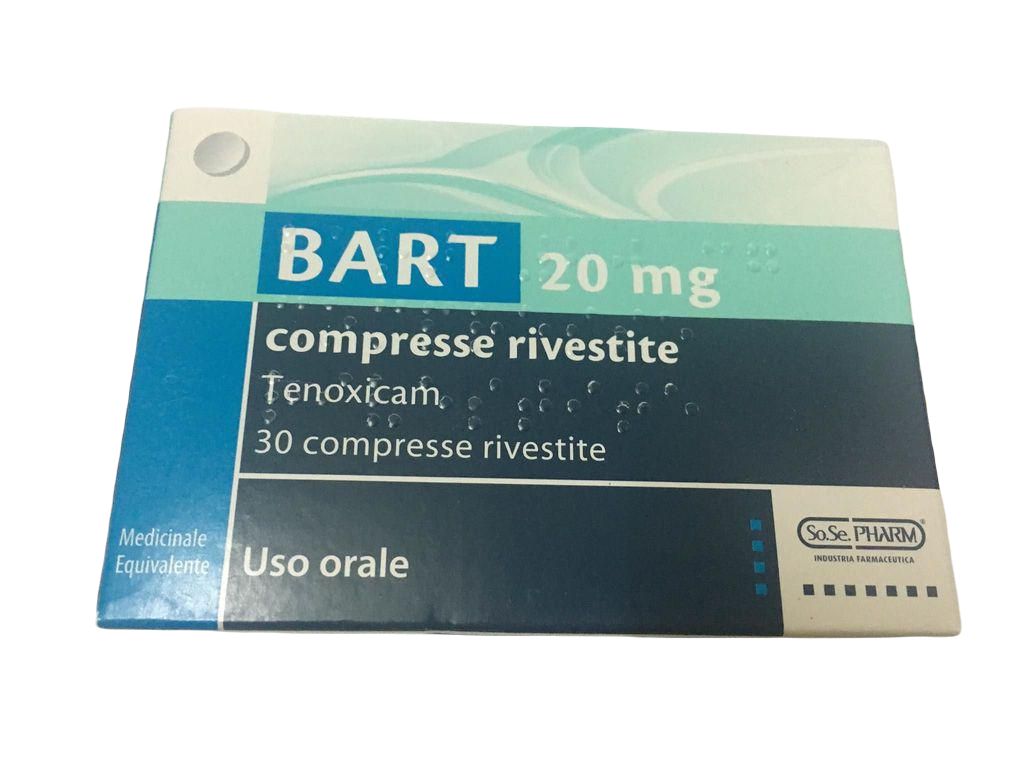 BART 20 mg
compresse rivestite
Tenoxicam
30 compresse rivestite
Medicinale
Equivalente
Uso orale
So.Se. PHARM®
INDUSTRIA FARMACEUTICA